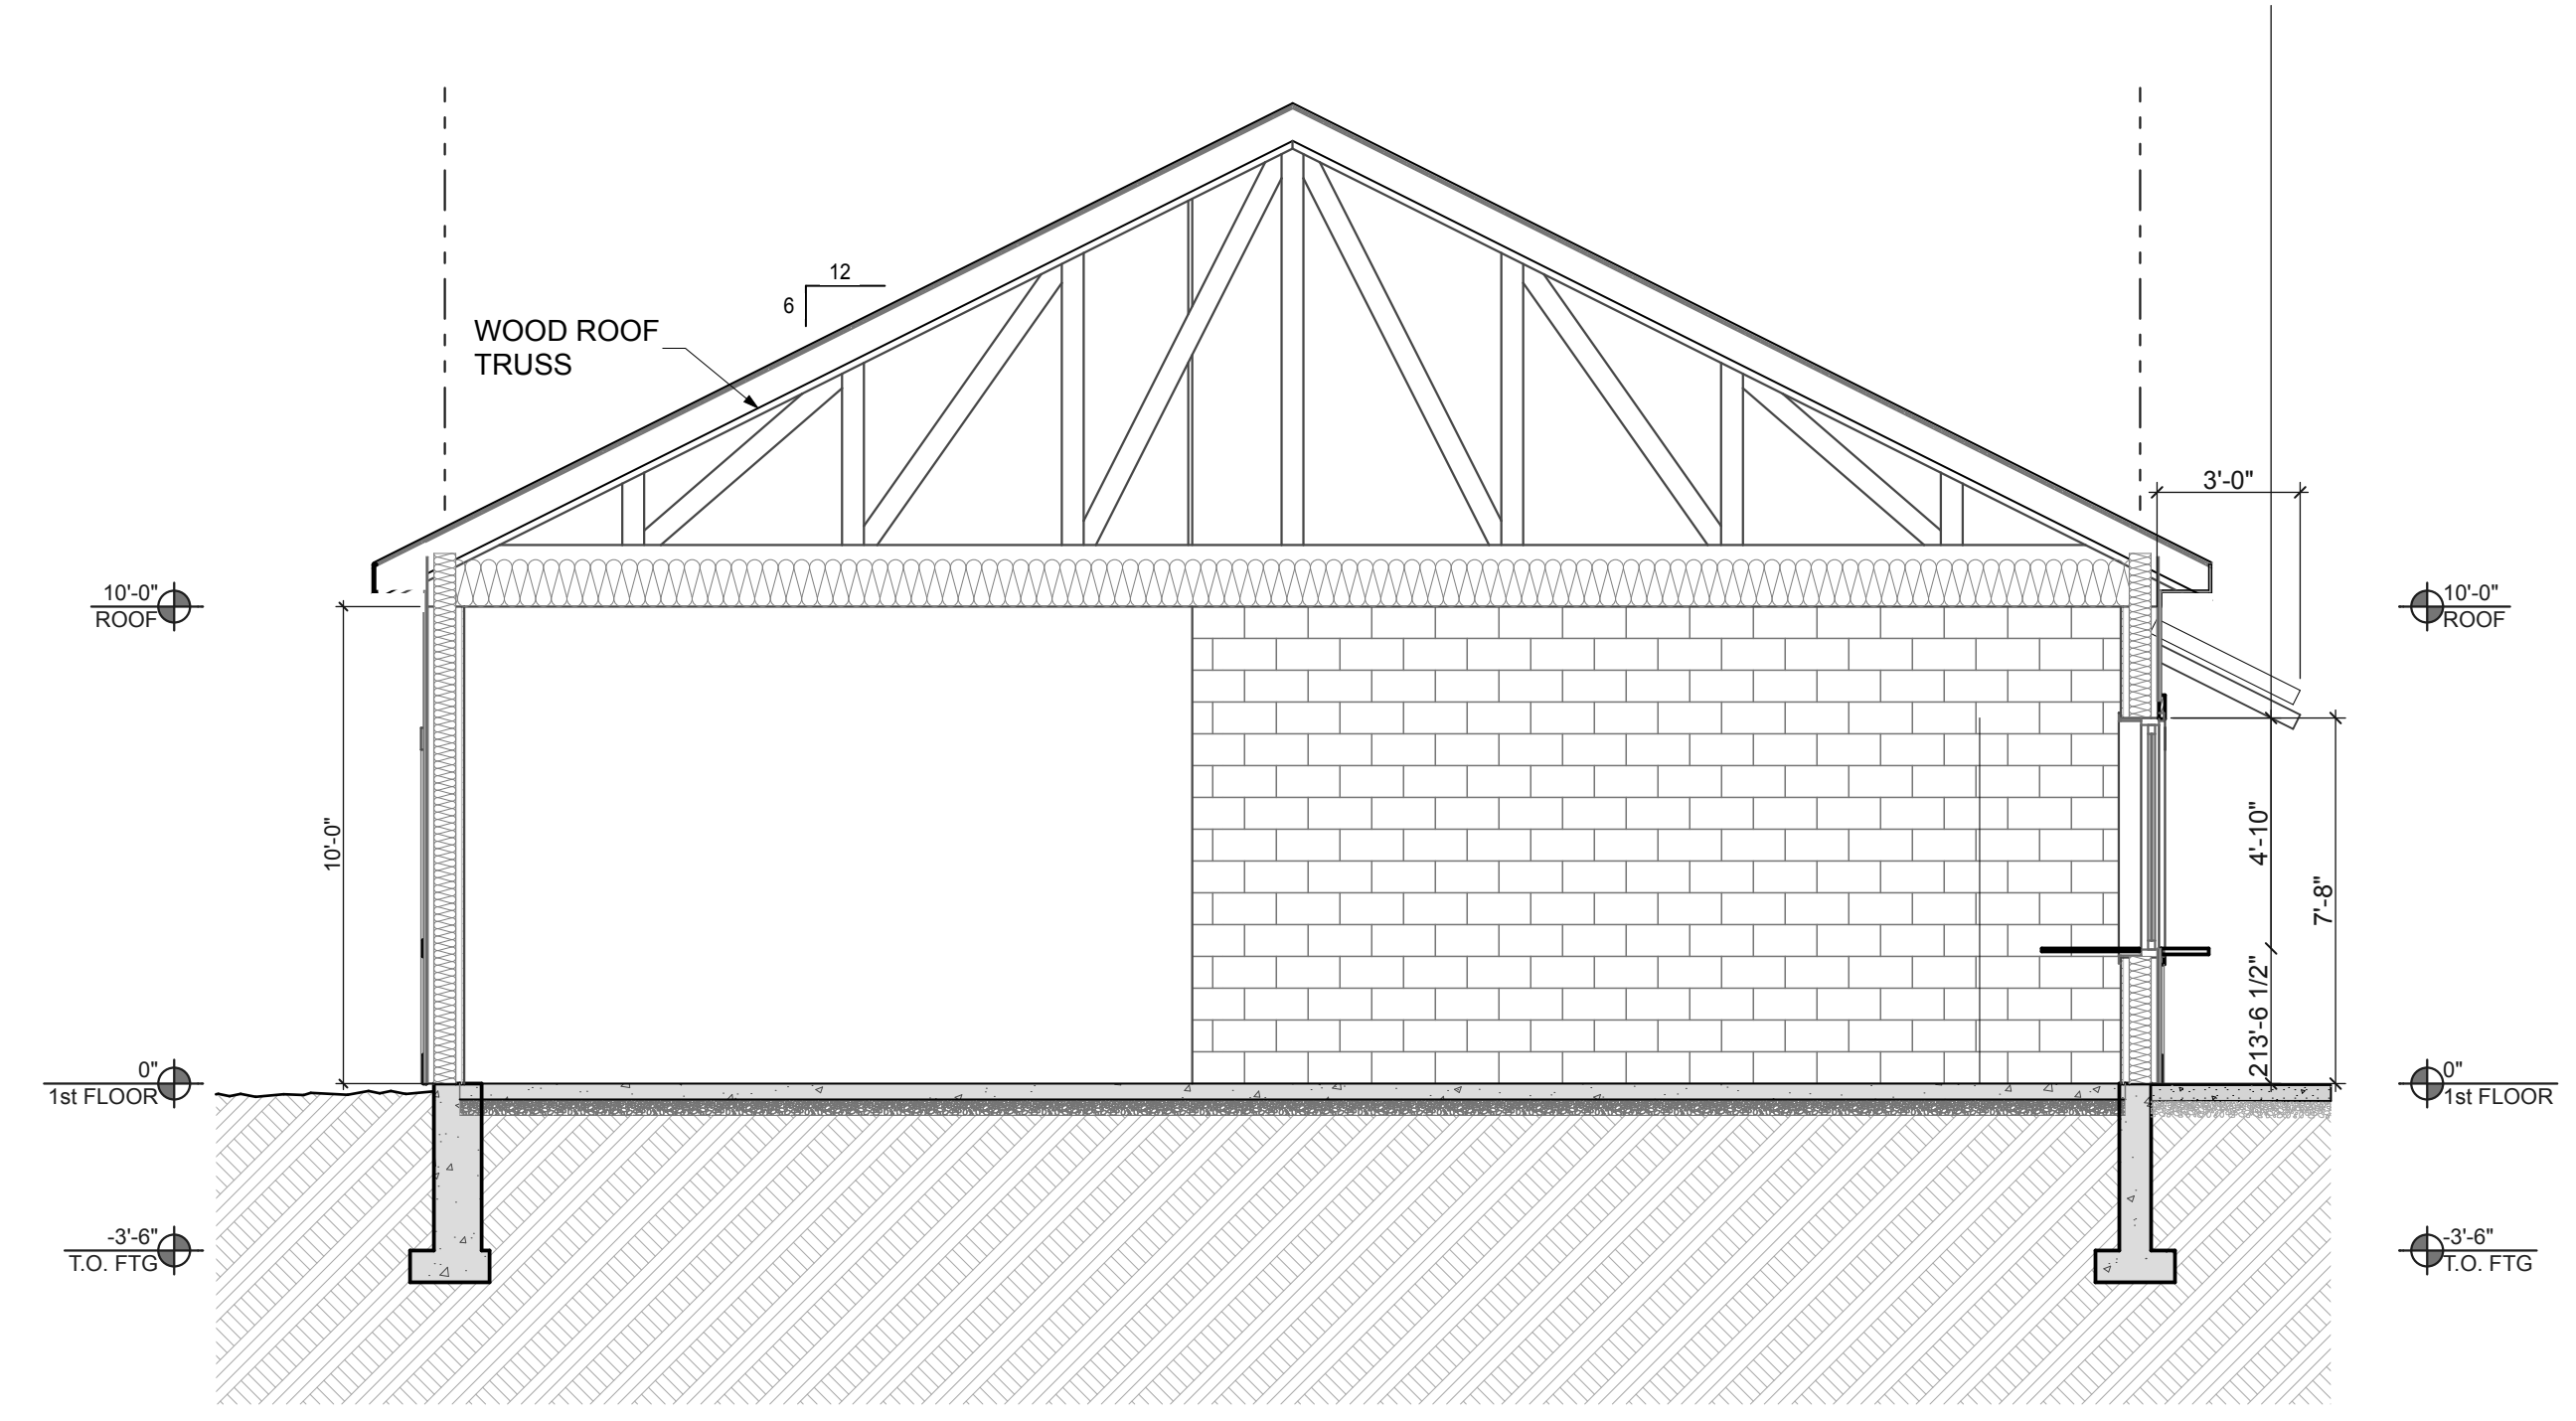 12
6
WOOD ROOF
TRUSS
3'-0"
10'-0"
ROOF
10'-0"
ROOF
10'-0"
4'-10"
7'-8"
213'-6 1/2"
0"
1st FLOOR
0"
1st FLOOR
-3'-6"
T.O. FTG
-3'-6"
T.O. FTG